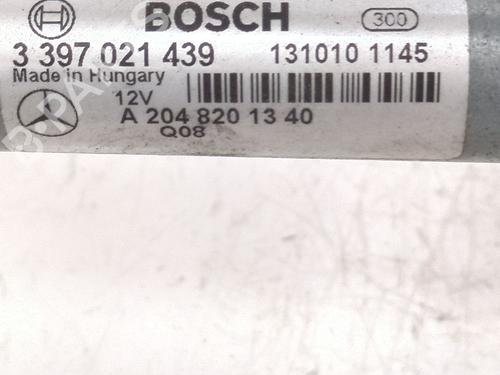 BOSCH 300
3 397 021 439 131010 1145
Made in Hungary
12V
A 204 820 13 40
Q08